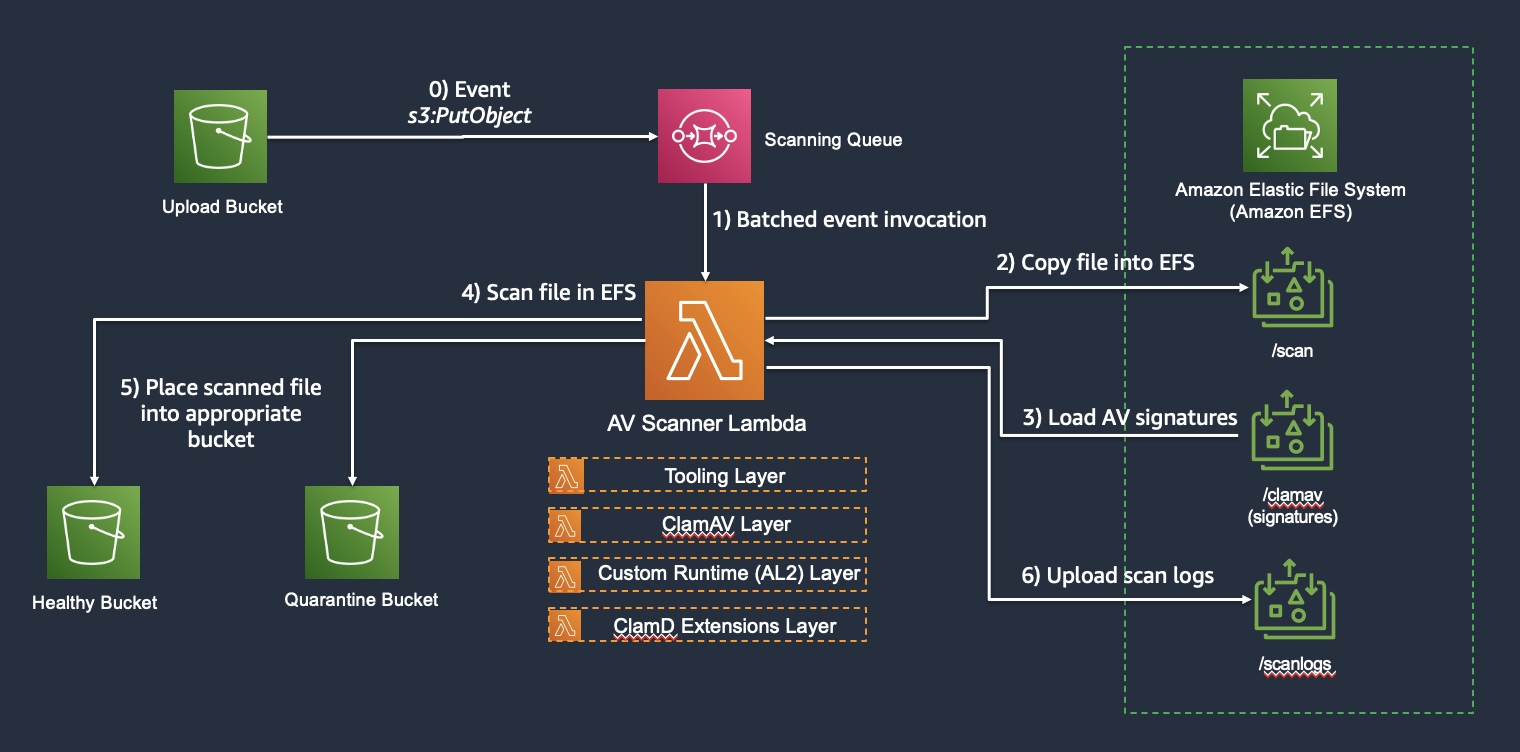 0) Event
s3:PutObject
Upload Bucket
Scanning Queue
Amazon Elastic File System
(Amazon EFS)
1) Batched event invocation
2) Copy file into EFS
/scan
4) Scan file in EFS
5) Place scanned file
into appropriate
bucket
AV Scanner Lambda
3) Load AV signatures
/clamav
(signatures)
Tooling Layer
ClamAV Layer
Custom Runtime (AL2) Layer
ClamD Extensions Layer
Healthy Bucket
Quarantine Bucket
6) Upload scan logs
/scanlogs